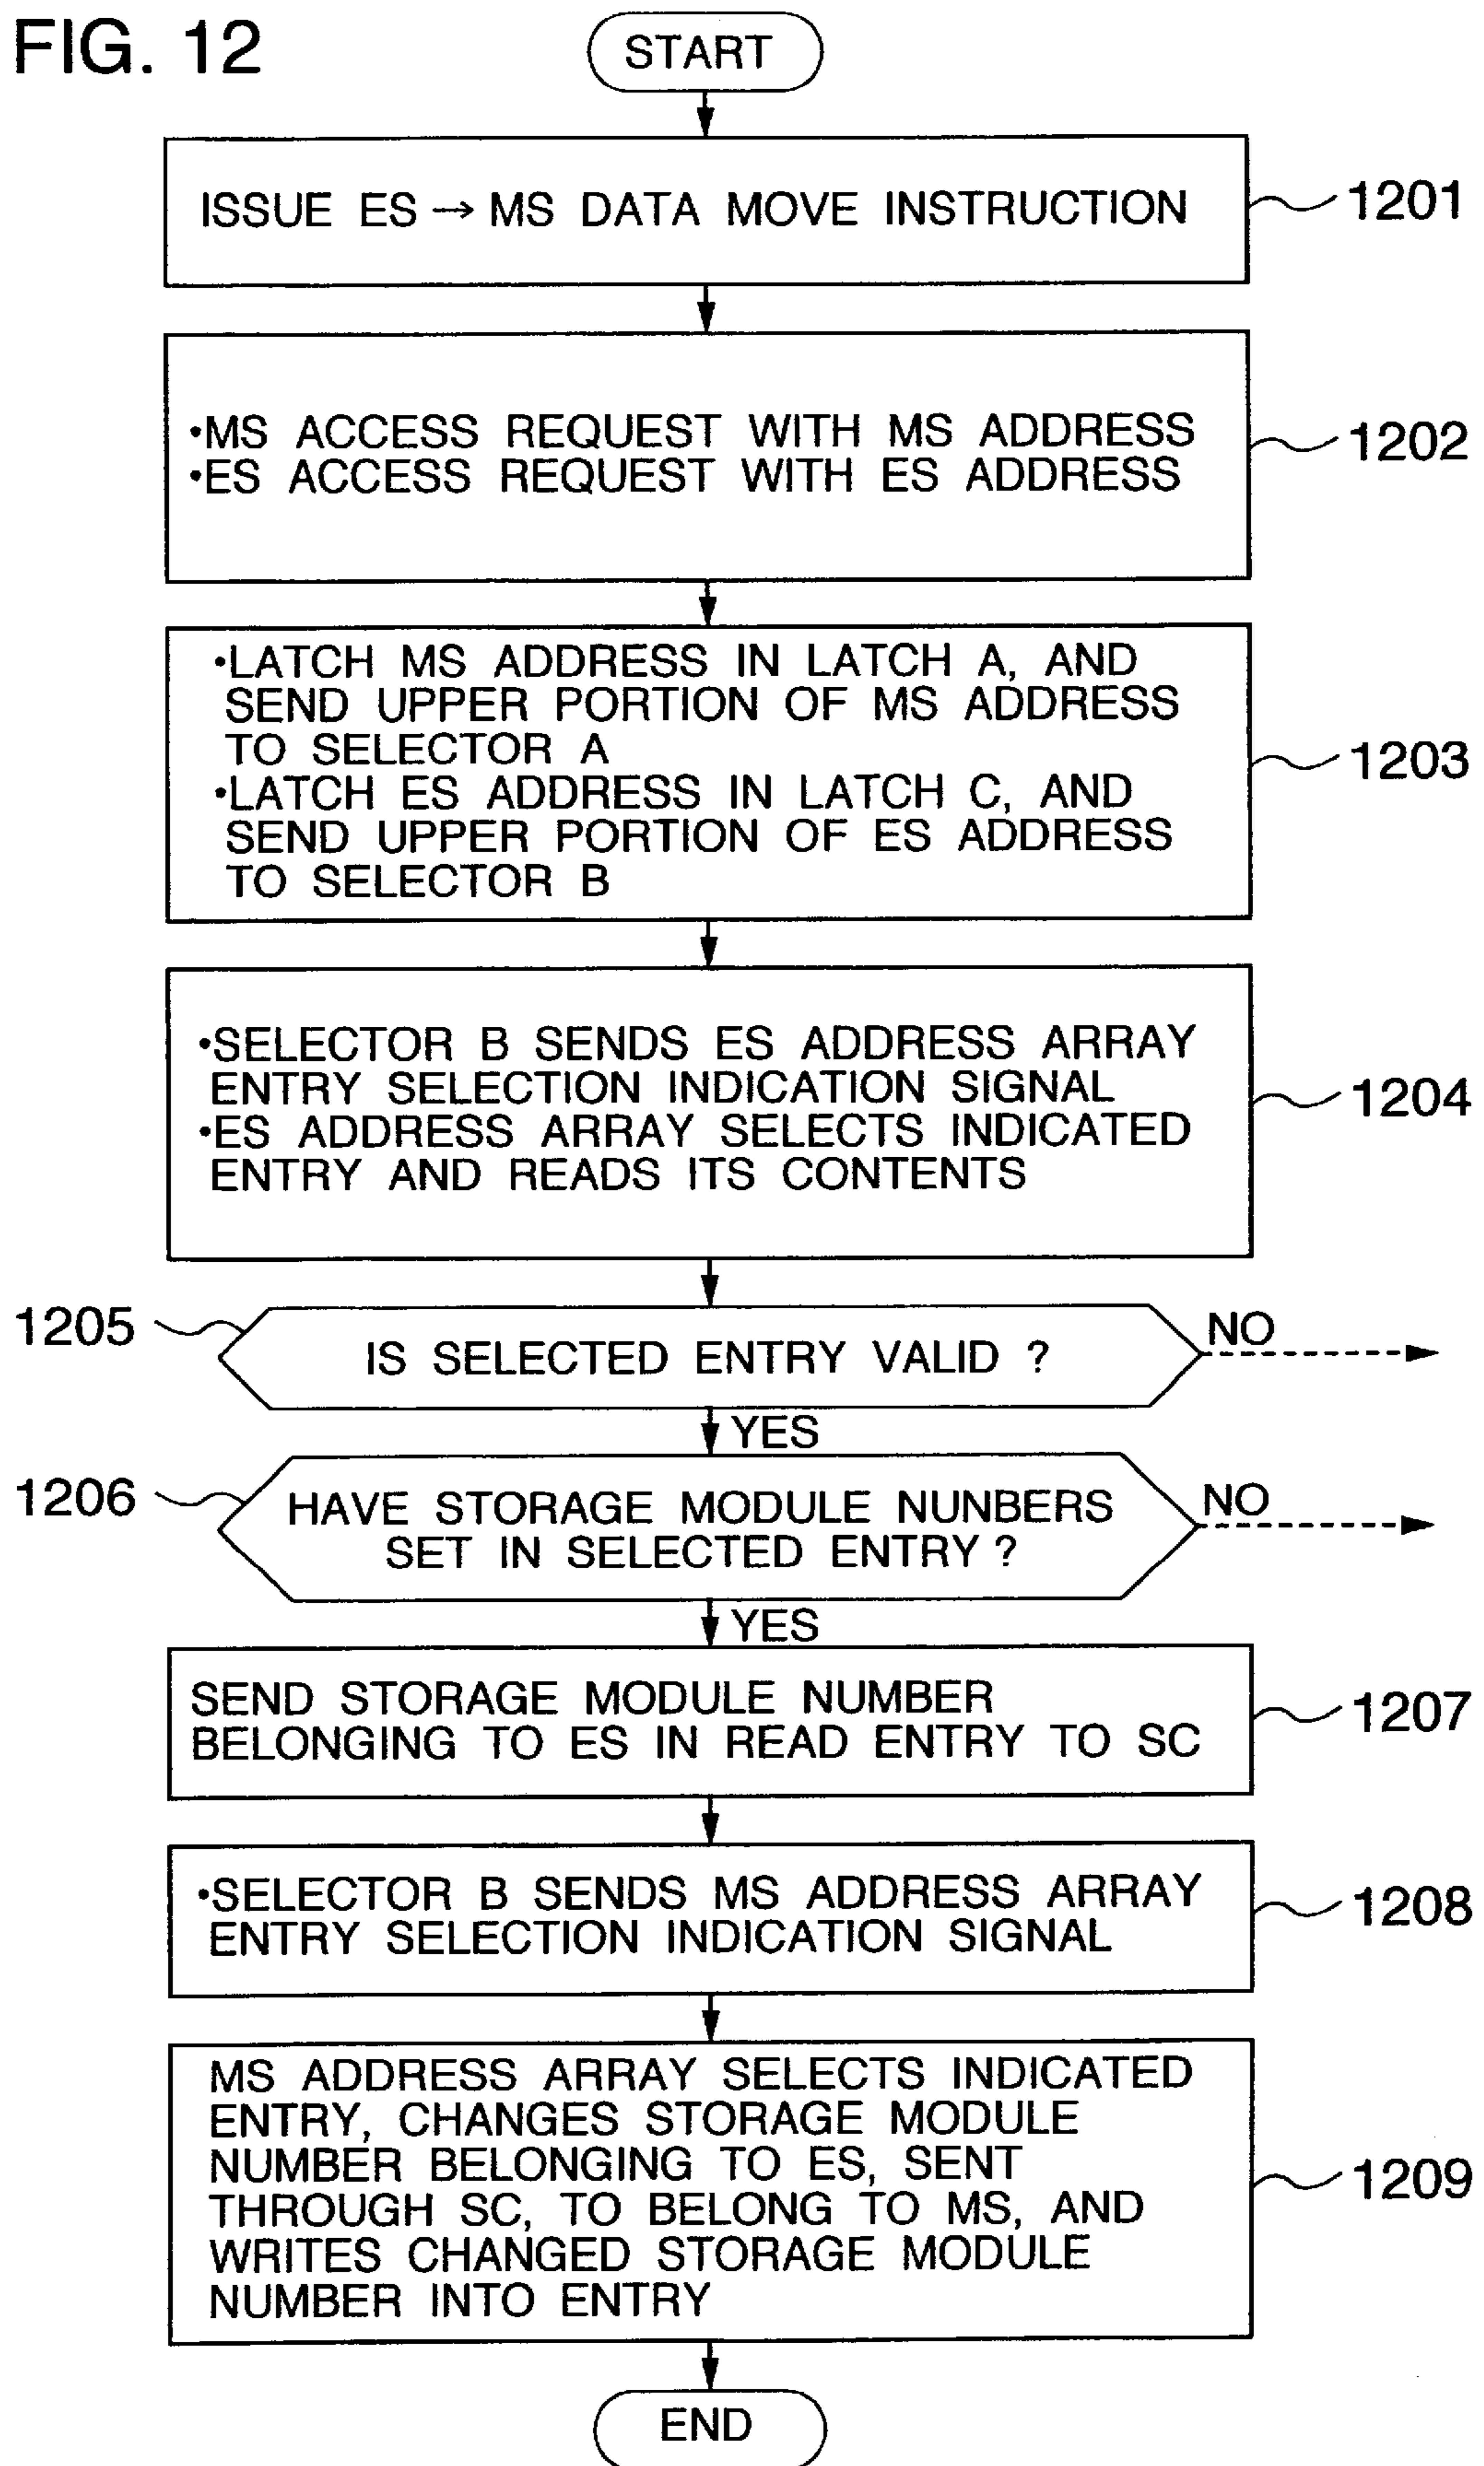 FIG. 12
START
ISSUE ES → MS DATA MOVE INSTRUCTION
1201
•MS ACCESS REQUEST WITH MS ADDRESS
•ES ACCESS REQUEST WITH ES ADDRESS
1202
•LATCH MS ADDRESS IN LATCH A, AND
SEND UPPER PORTION OF MS ADDRESS
TO SELECTOR A
•LATCH ES ADDRESS IN LATCH C, AND
SEND UPPER PORTION OF ES ADDRESS
TO SELECTOR B
1203
•SELECTOR B SENDS ES ADDRESS ARRAY
ENTRY SELECTION INDICATION SIGNAL
•ES ADDRESS ARRAY SELECTS INDICATED
ENTRY AND READS ITS CONTENTS
1204
1205
IS SELECTED ENTRY VALID ?
NO
YES
1206
HAVE STORAGE MODULE NUNBERS
SET IN SELECTED ENTRY ?
NO
YES
SEND STORAGE MODULE NUMBER
BELONGING TO ES IN READ ENTRY TO SC
1207
•SELECTOR B SENDS MS ADDRESS ARRAY
ENTRY SELECTION INDICATION SIGNAL
1208
MS ADDRESS ARRAY SELECTS INDICATED
ENTRY, CHANGES STORAGE MODULE
NUMBER BELONGING TO ES, SENT
THROUGH SC, TO BELONG TO MS, AND
WRITES CHANGED STORAGE MODULE
NUMBER INTO ENTRY
1209
END